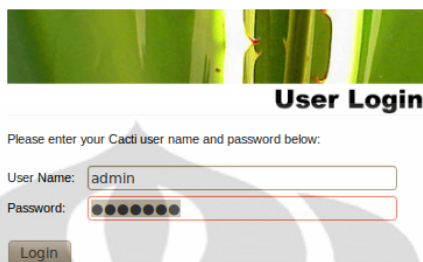 User Login
Please enter your Cacti user name and password below:
User Name: admin
Password: ●●●●●●●
Login